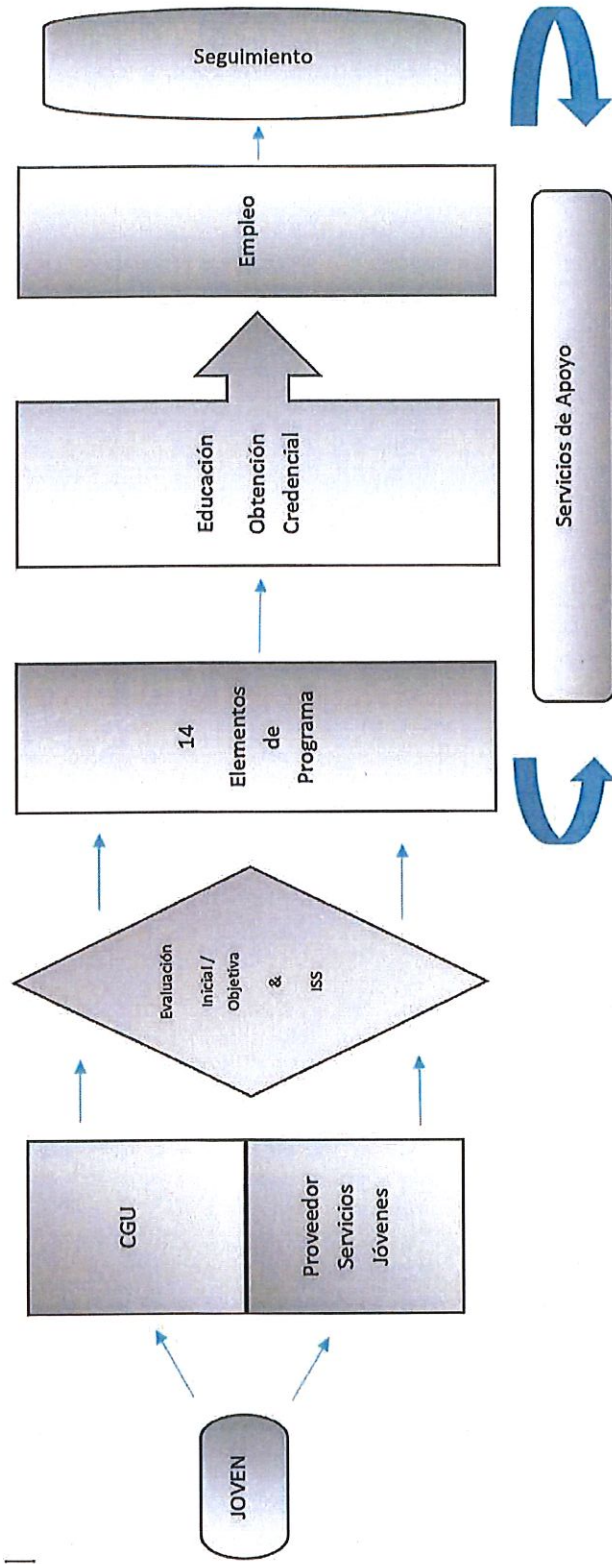 JOVEN
CGU
Proveedor
Servicios
Jóvenes
Evaluación
Inicial /
Objetiva
&
ISS
14
Elementos
de
Programa
Educación
Obtención
Credencial
Empleo
Seguimiento
Servicios de Apoyo